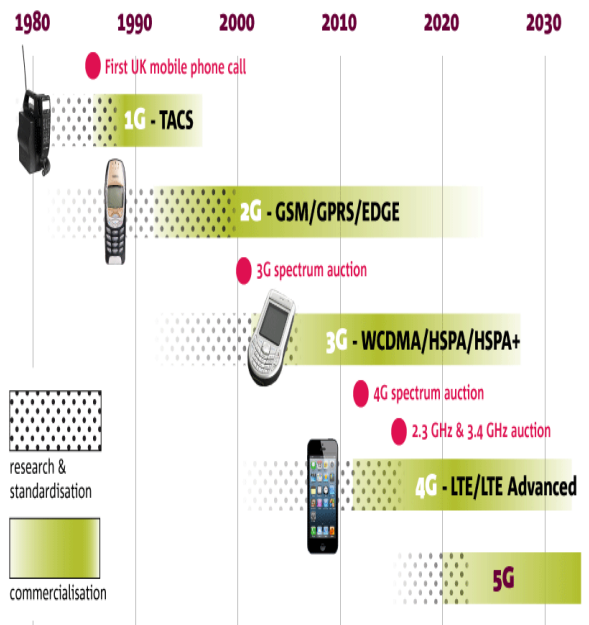 1980 1990 2000 2010 2020 2030
First UK mobile phone call
1G - TACS
2G - GSM/GPRS/EDGE
3G spectrum auction
3G - WCDMA/HSPA/HSPA+
4G spectrum auction
2.3 GHz & 3.4 GHz auction
research &
standardisation
4G - LTE/LTE Advanced
5G
commercialisation